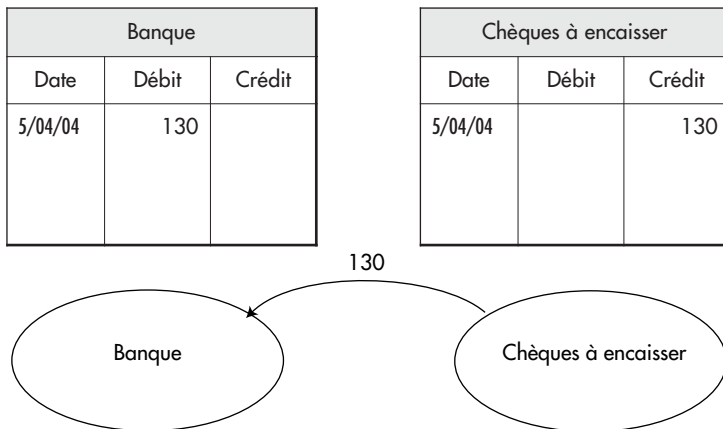 Banque Chèques à encaisser
Date Débit Crédit Date Débit Crédit
5/04/04 130 5/04/04 130
130
Banque Chèques à encaisser